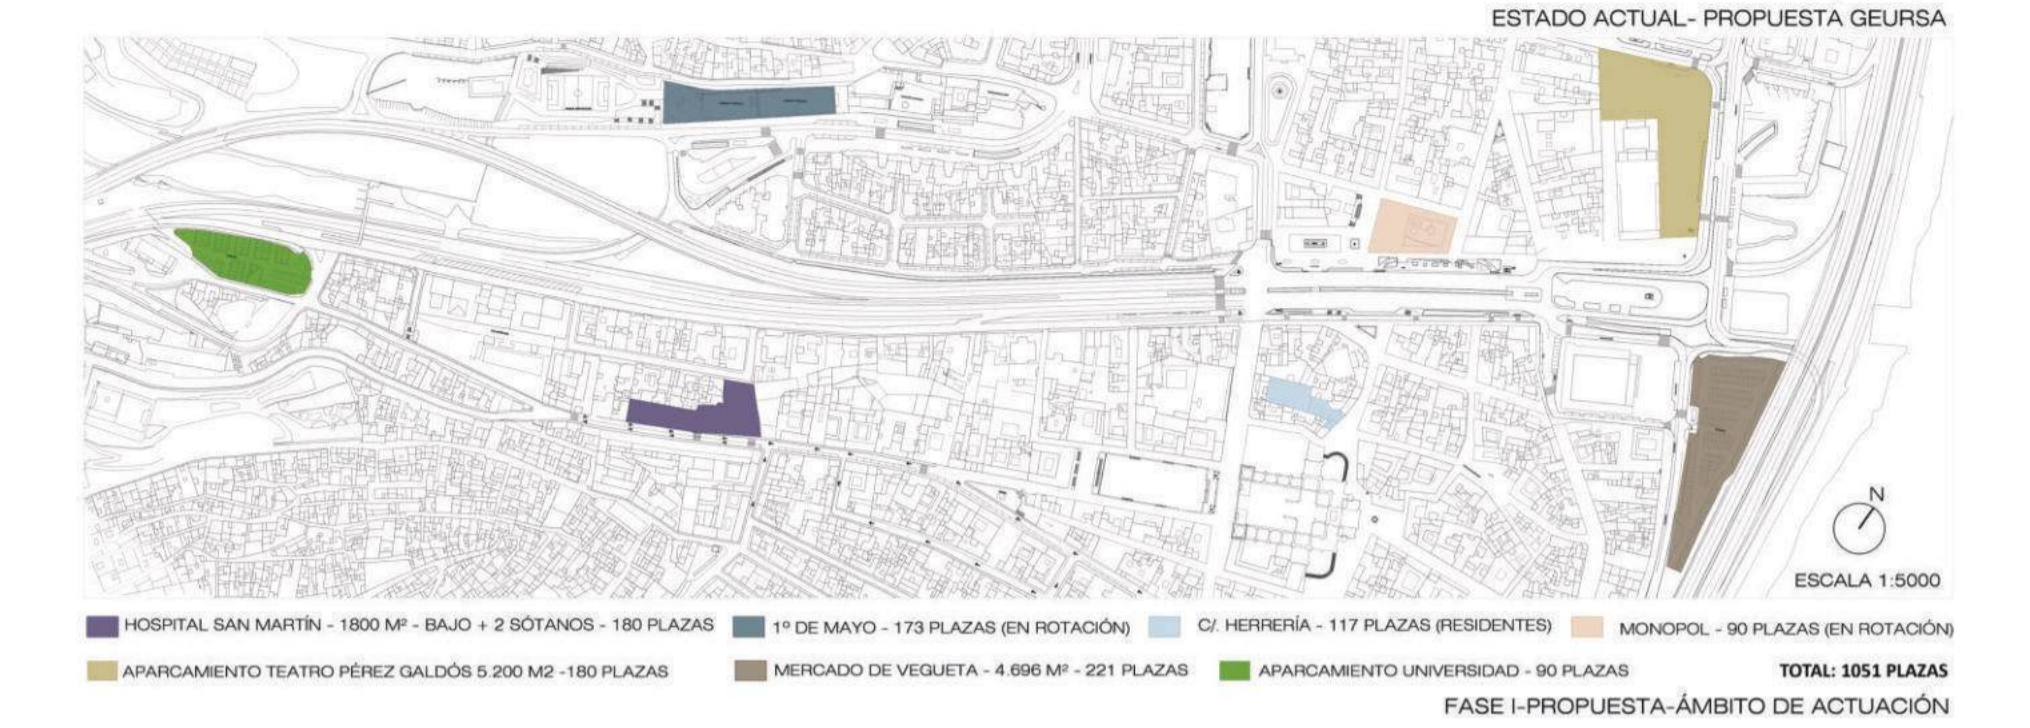 ESTADO ACTUAL- PROPUESTA GEURSA
N
ESCALA 1:5000
HOSPITAL SAN MARTÍN - 1800 M² - BAJO + 2 SÓTANOS - 180 PLAZAS
1º DE MAYO - 173 PLAZAS (EN ROTACIÓN)
C/. HERRERÍA - 117 PLAZAS (RESIDENTES)
MONOPOL - 90 PLAZAS (EN ROTACIÓN)
APARCAMIENTO TEATRO PÉREZ GALDÓS 5.200 M2 -180 PLAZAS
MERCADO DE VEGUETA - 4.696 M² - 221 PLAZAS
APARCAMIENTO UNIVERSIDAD - 90 PLAZAS
TOTAL: 1051 PLAZAS
FASE I-PROPUESTA-ÁMBITO DE ACTUACIÓN